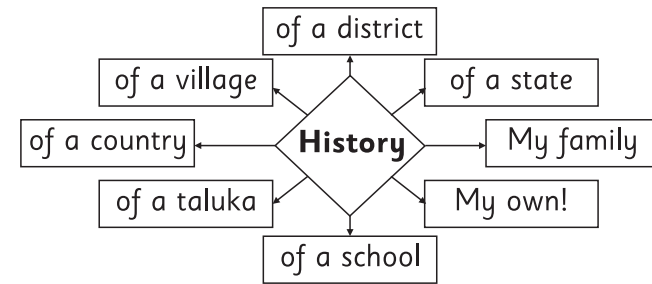 of a district
of a village
of a state
of a country
History
My family
of a taluka
My own!
of a school